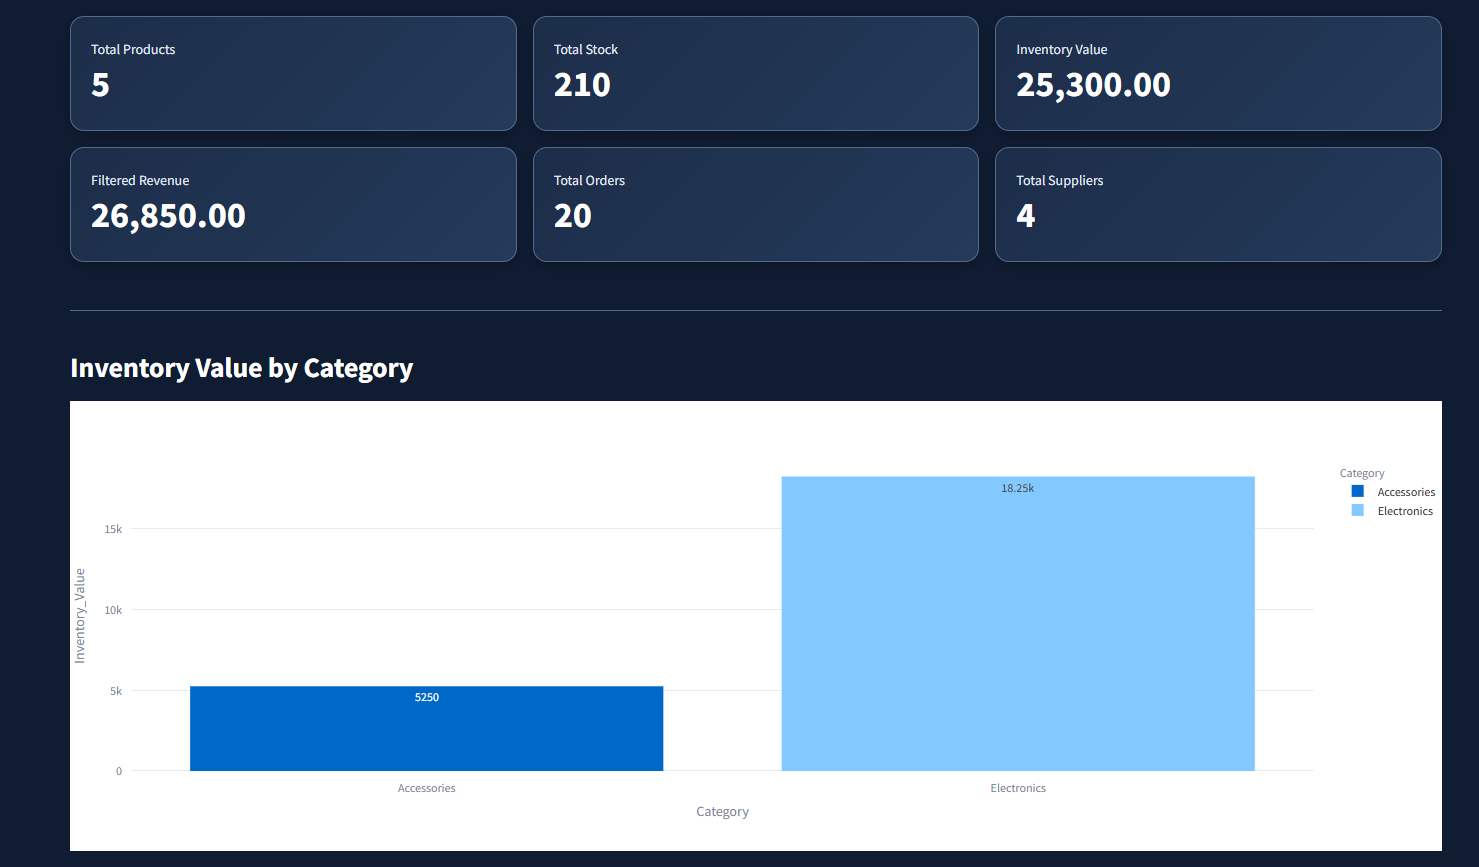 Total Products
5
Total Stock
210
Inventory Value
25,300.00
Filtered Revenue
26,850.00
Total Orders
20
Total Suppliers
4
Inventory Value by Category
Inventory_Value
15k
10k
5k
0
5250
18.25k
Accessories
Electronics
Category
Category
Accessories
Electronics